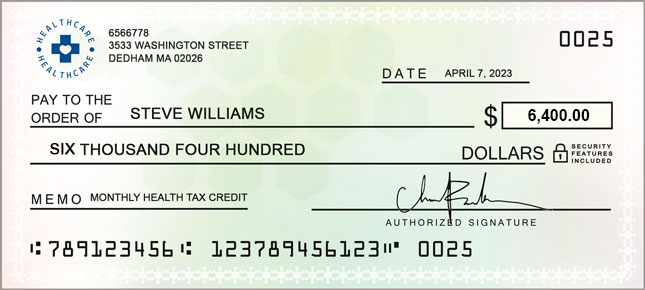 HEALTHCARE
HEALTHCARE
6566778
3533 WASHINGTON STREET
DEDHAM MA 02026
0025
DATE APRIL 7, 2023
PAY TO THE
ORDER OF STEVE WILLIAMS $ 6,400.00
SIX THOUSAND FOUR HUNDRED DOLLARS
SECURITY
FEATURES
INCLUDED
MEMO MONTHLY HEALTH TAX CREDIT
AUTHORIZED SIGNATURE
⑆789123456⑆ 123789456123⑈ 0025